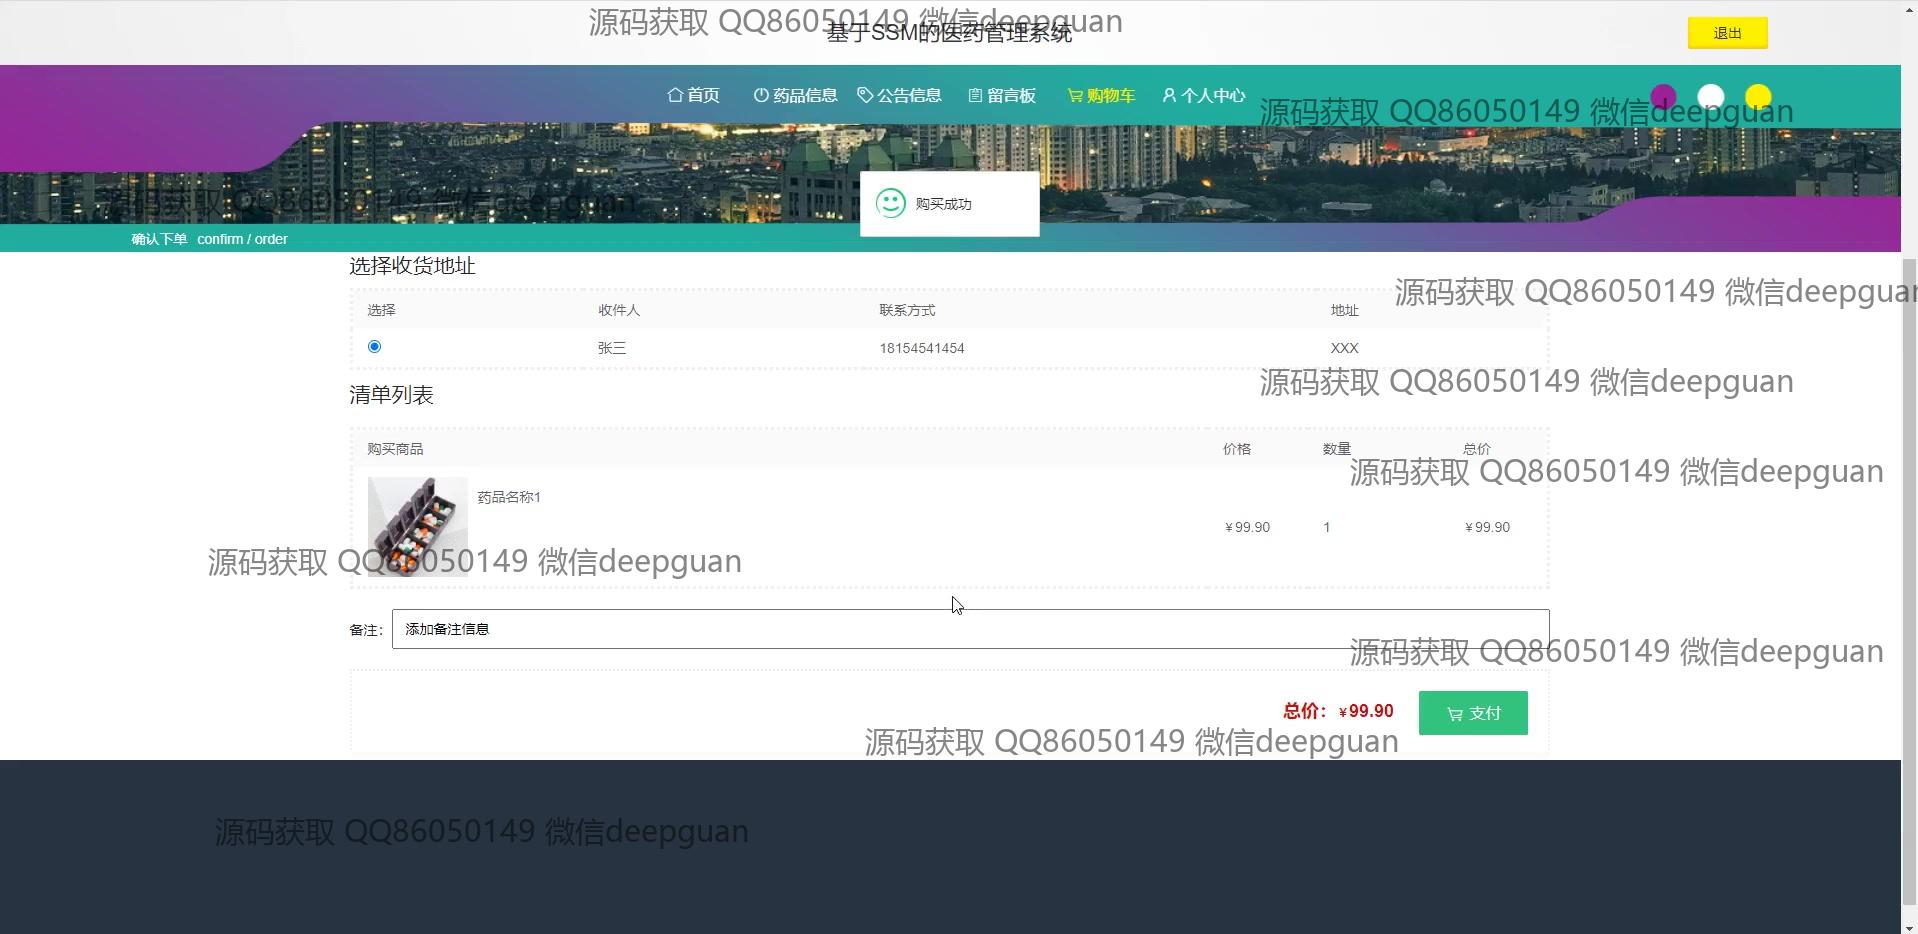 源码获取 QQ86050149 微信deepguan
基于SSM的医药管理系统
退出
首页 药品信息 公告信息 留言板 购物车 个人中心
源码获取 QQ86050149 微信deepguan
源码获取 QQ86050149 微信deepguan
购买成功
确认下单 confirm / order
选择收货地址
源码获取 QQ86050149 微信deepguan
选择 收件人 联系方式 地址
张三 18154541454 XXX
源码获取 QQ86050149 微信deepguan
清单列表
购买商品 价格 数量 总价
源码获取 QQ86050149 微信deepguan
药品名称1
¥99.90 1 ¥99.90
源码获取 QQ86050149 微信deepguan
备注： 添加备注信息
源码获取 QQ86050149 微信deepguan
总价：¥99.90 支付
源码获取 QQ86050149 微信deepguan
源码获取 QQ86050149 微信deepguan